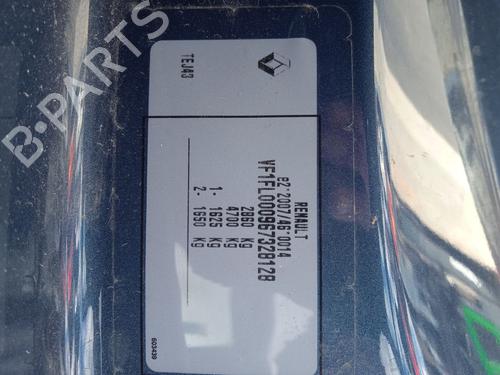 RENAULT
e2*2007/46*0014
VF1FL000967328128
2860 Kg
4700 Kg
1- 1625 Kg
2- 1650 Kg
TEJ43
603439
B-PARTS